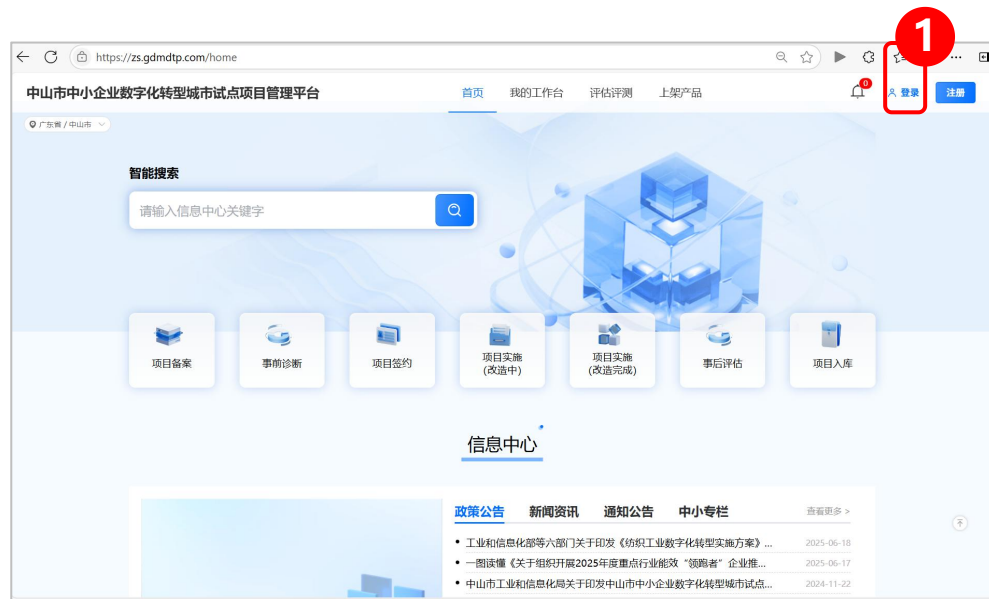 1
https://zs.gdmdtp.com/home
中山市中小企业数字化转型城市试点项目管理平台
首页 我的工作台 评估评测 上架产品
0
登录 注册
广东省 / 中山市
智能搜索
请输入信息中心关键字
项目备案 事前诊断 项目签约 项目实施 项目实施 事后评估 项目入库
(改造中) (改造完成)
信息中心
政策公告 新闻资讯 通知公告 中小专栏 查看更多 >
• 工业和信息化部等六部门关于印发《纺织工业数字化转型实施方案》... 2025-06-18
• 一图读懂《关于组织开展2025年度重点行业能效“领跑者”企业推... 2025-06-17
• 中山市工业和信息化局关于印发中山市中小企业数字化转型城市试点... 2024-11-22